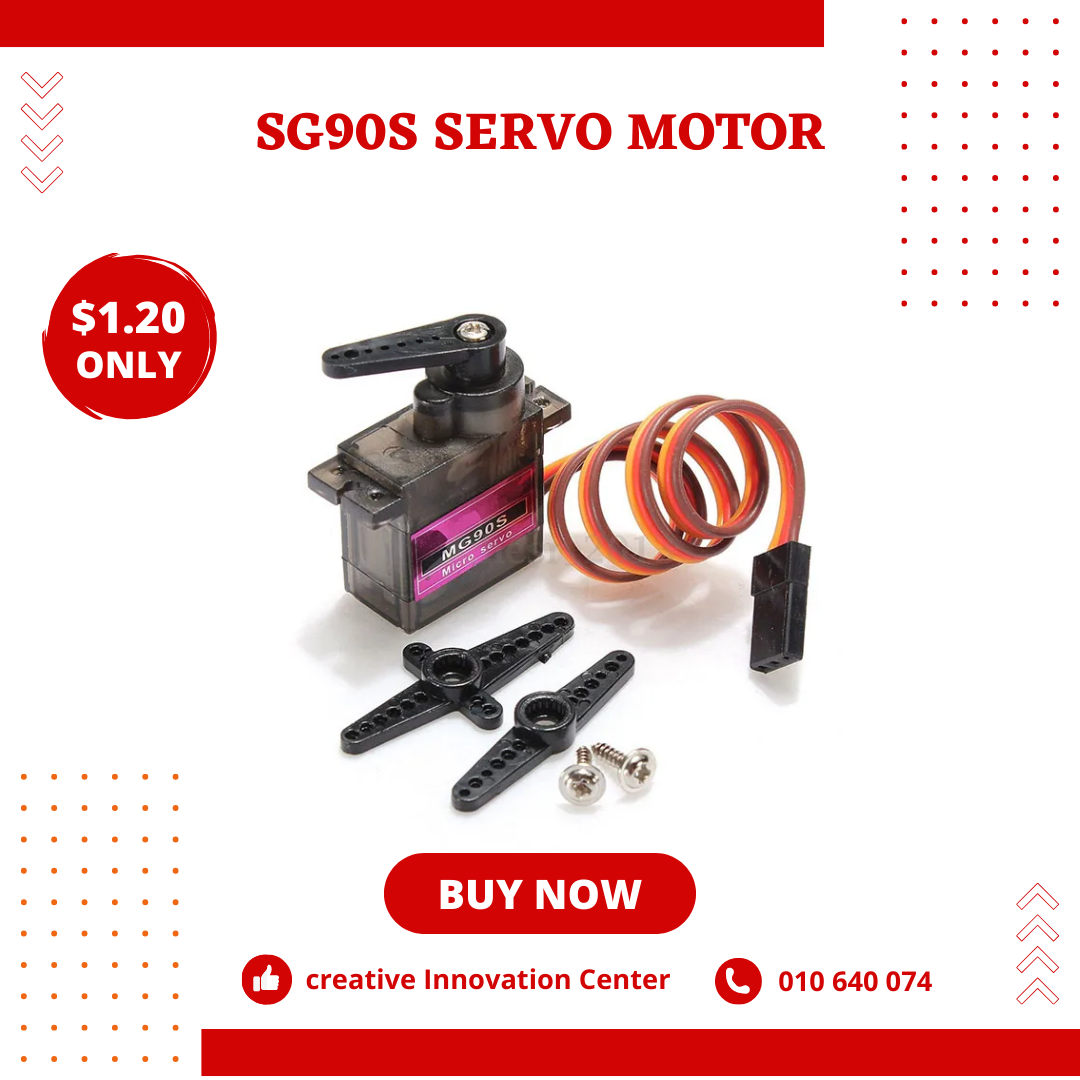 SG90S SERVO MOTOR
$1.20
ONLY
MG90S
Micro servo
BUY NOW
creative Innovation Center
010 640 074